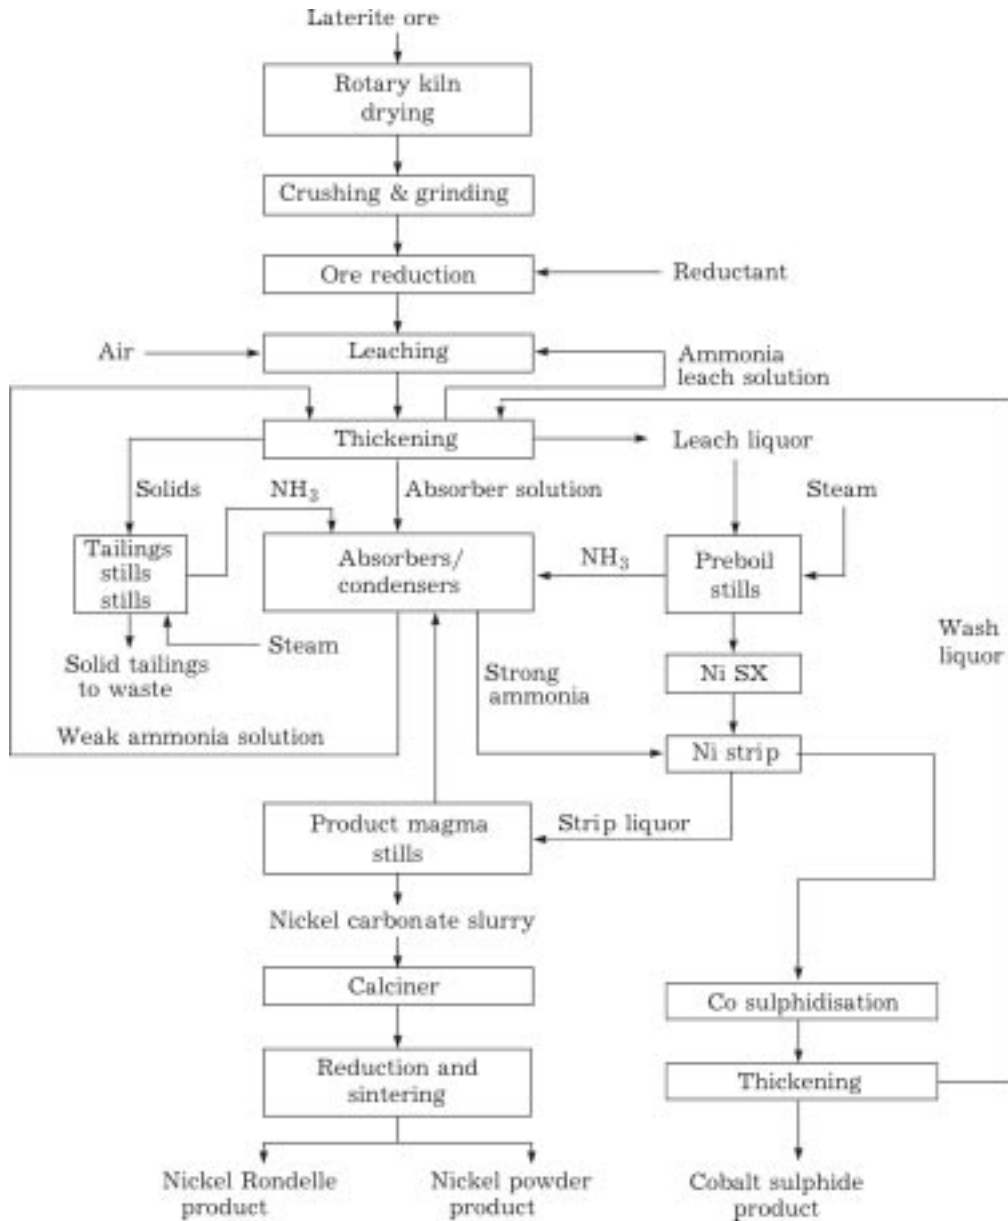 Laterite ore
Rotary kiln
drying
Crushing & grinding
Ore reduction
Reductant
Air
Leaching
Ammonia
leach solution
Thickening
Leach liquor
Solids
NH₃
Absorber solution
Steam
Tailings
stills
stills
Absorbers/
condensers
NH₃
Preboil
stills
Steam
Solid tailings
to waste
Strong
ammonia
Ni SX
Wash
liquor
Weak ammonia solution
Ni strip
Product magma
stills
Strip liquor
Nickel carbonate slurry
Calciner
Co sulphidisation
Reduction and
sintering
Thickening
Nickel Rondelle
product
Nickel powder
product
Cobalt sulphide
product